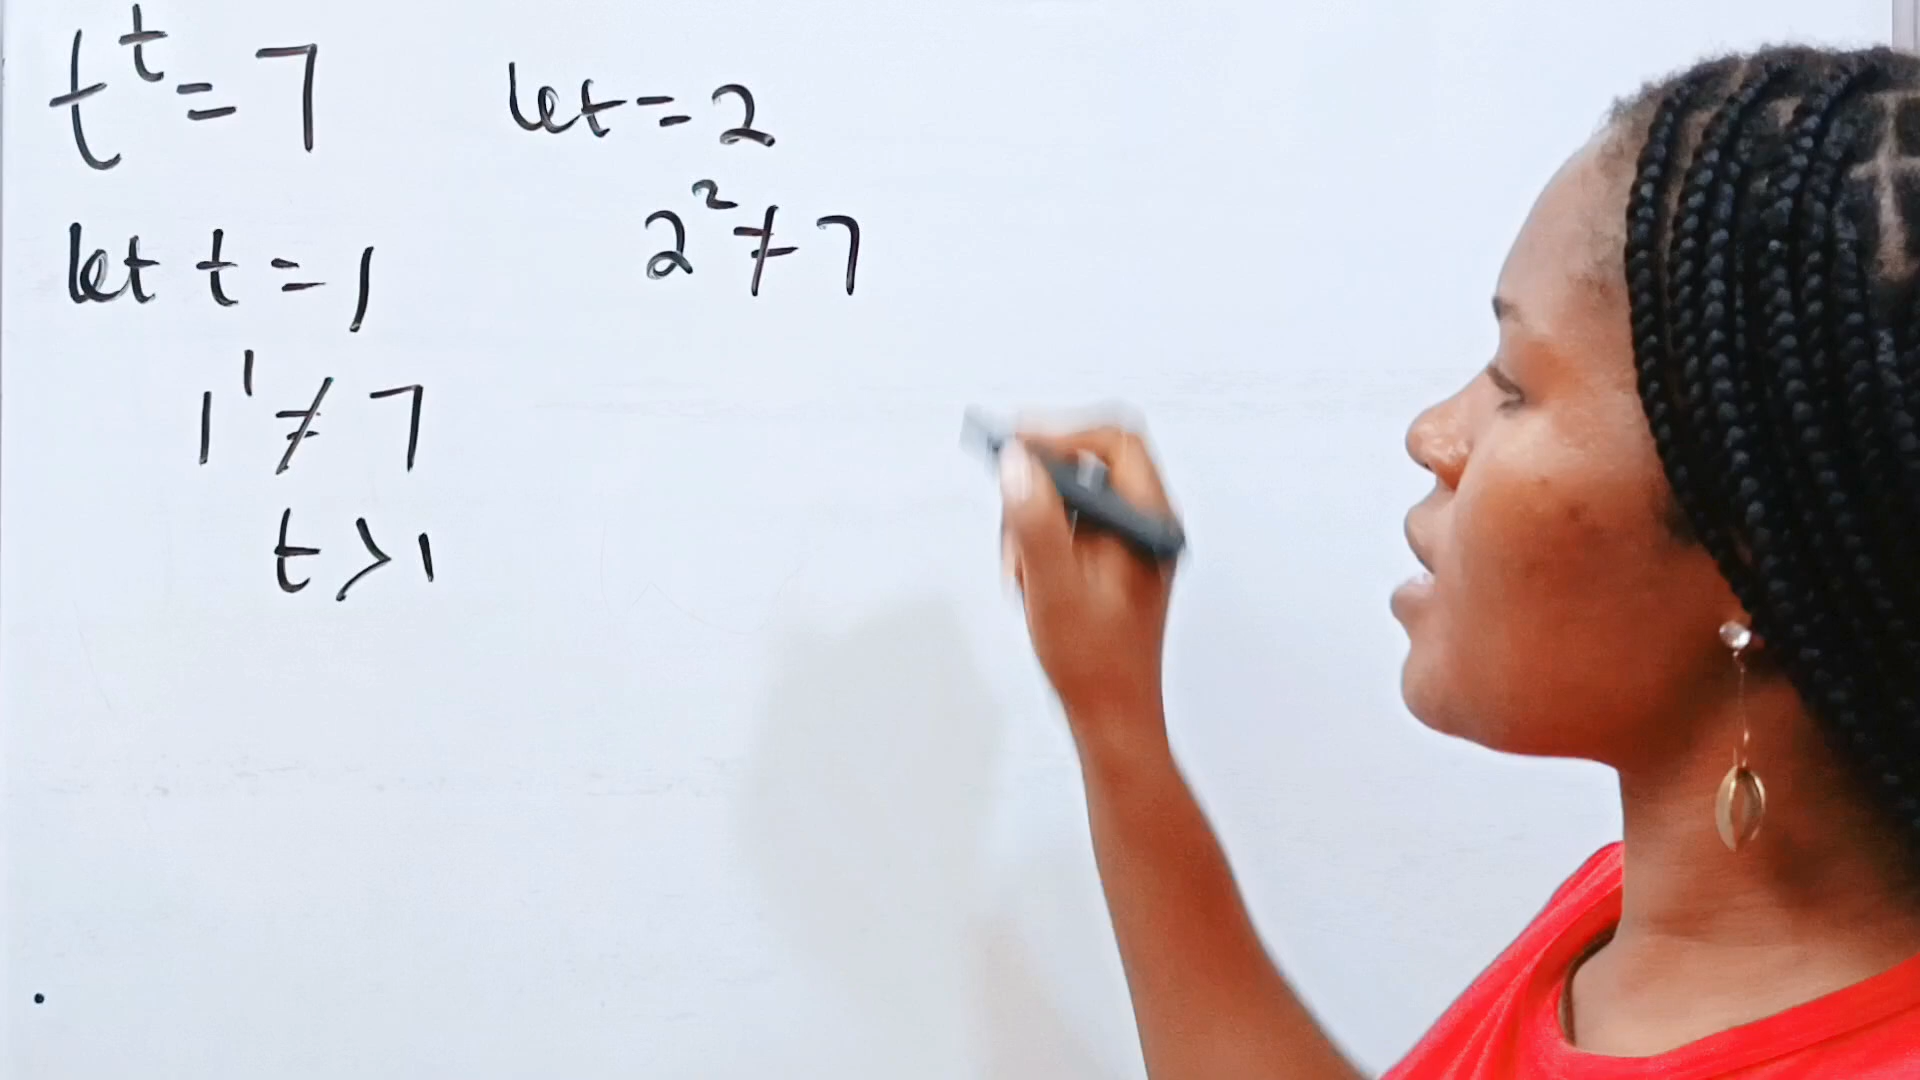 t^t = 7
let t = 1
1^1 ≠ 7
t > 1
let = 2
2^2 ≠ 7